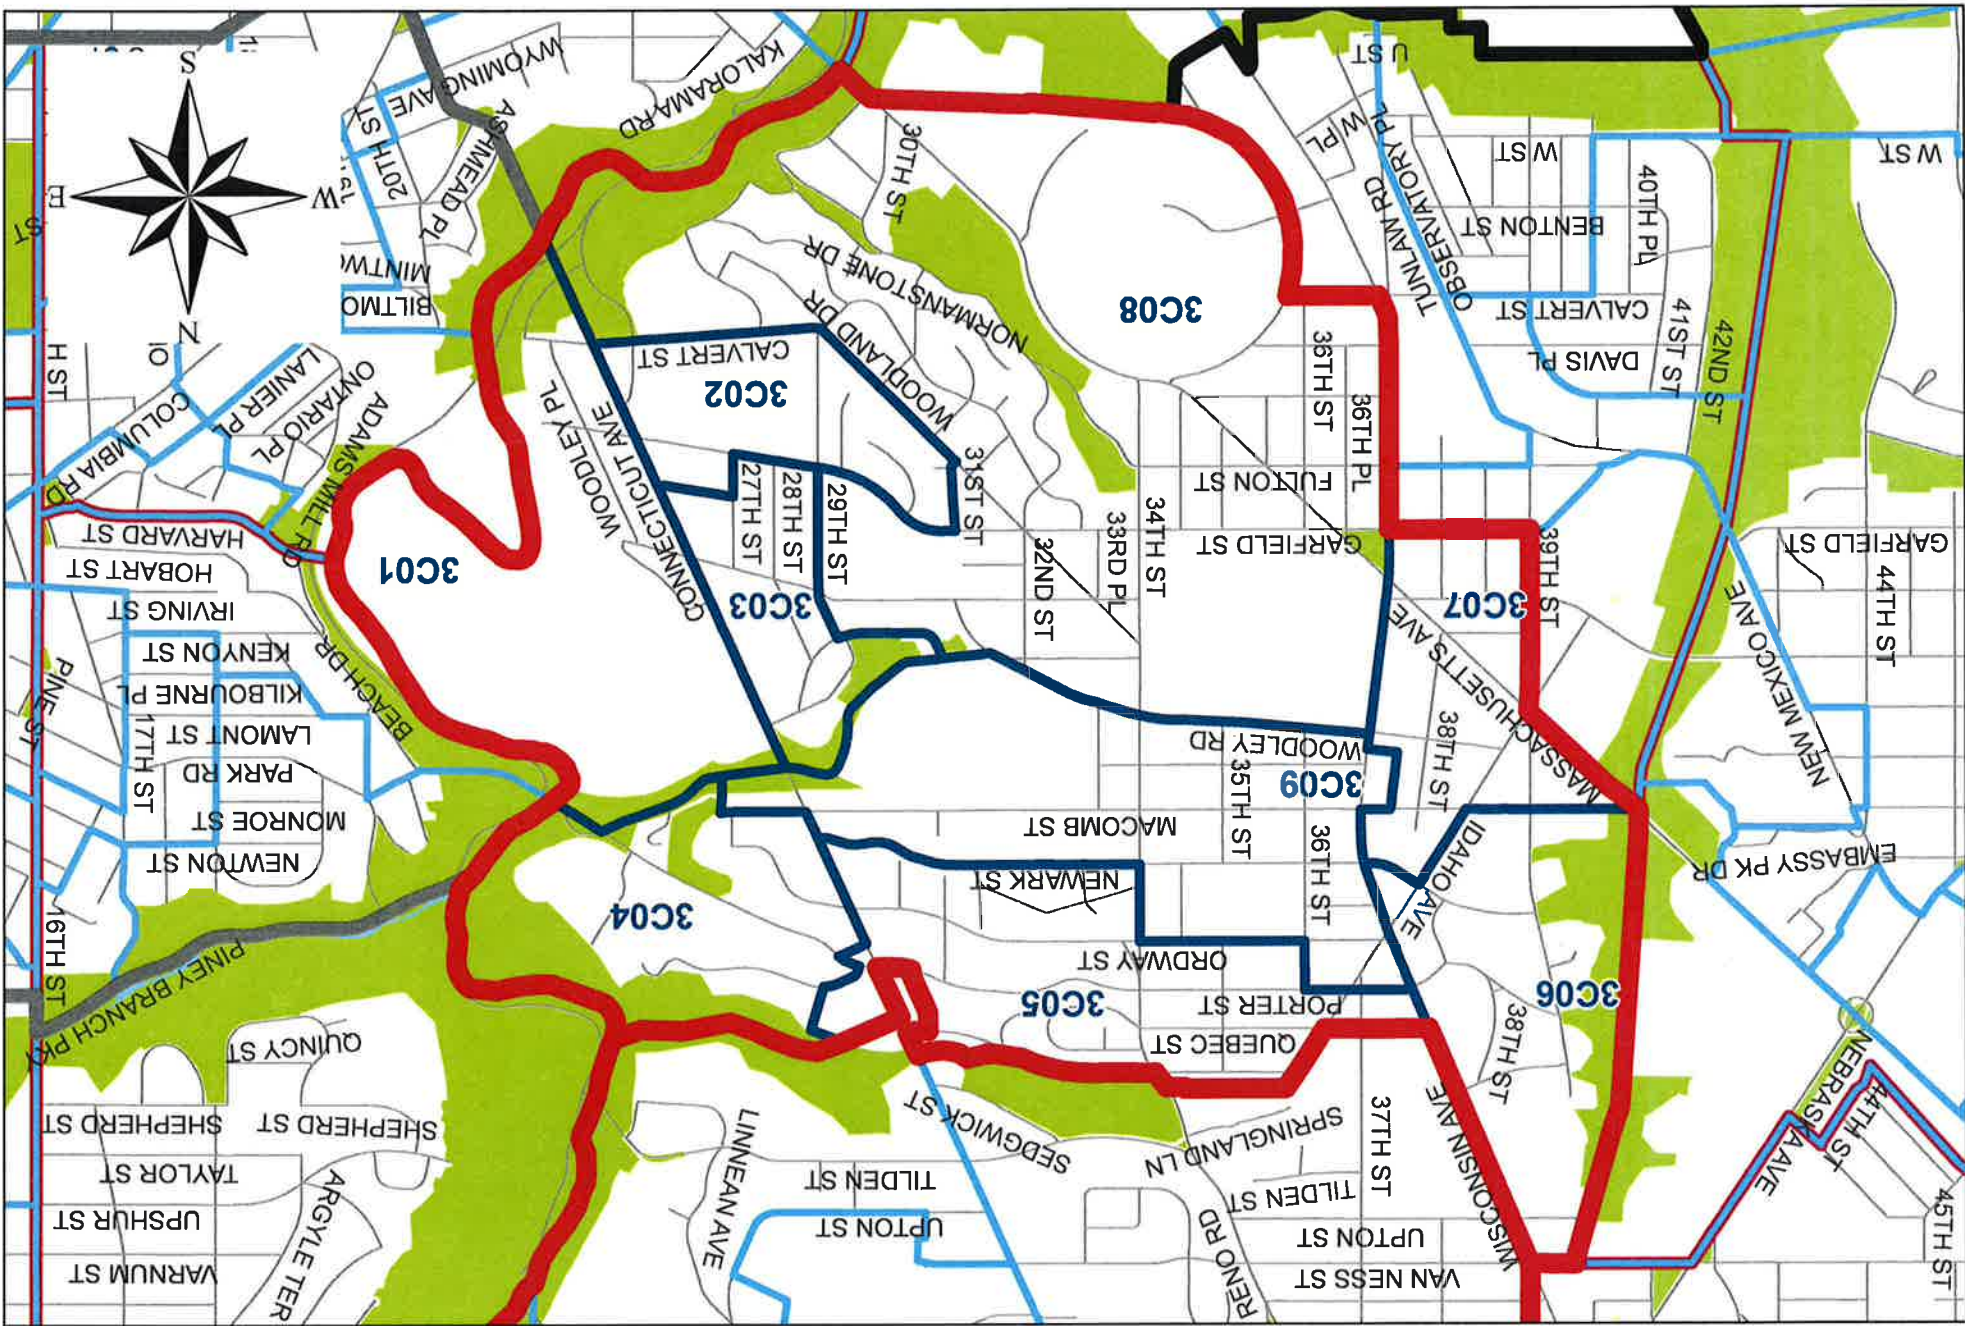 VARNUM ST
UPSHUR ST
TAYLOR ST
SHEPHERD ST
SHEPHERD ST
ARGYLE TER
QUINCY ST
PINEY BRANCH PKY
16TH ST
LINNEAN AVE
UPTON ST
TILDEN ST
SEDGWICK ST
SPRINGLAND LN
RENO RD
VAN NESS ST
UPTON ST
TILDEN ST
37TH ST
WISCONSIN AVE
38TH ST
45TH ST
44TH ST
NEBRASKA AVE
3C06
QUEBEC ST
PORTER ST
3C05
ORDWAY ST
3C04
NEWARK ST
36TH ST
IDAHO AVE
EMBASSY PK DR
NEWTON ST
MONROE ST
PARK RD
LAMONT ST
KILBOURNE PL
KENYON ST
IRVING ST
HOBART ST
HARVARD ST
17TH ST
PINE ST
BEACH DR
MACOMB ST
35TH ST
3C09
WOODLEY RD
38TH ST
MASSACHUSETTS AVE
NEW MEXICO AVE
3C07
39TH ST
44TH ST
GARFIELD ST
3C01
ADAMS MILL RD
CONNECTICUT AVE
WOODLEY PL
3C03
27TH ST
28TH ST
29TH ST
31ST ST
32ND ST
33RD PL
34TH ST
GARFIELD ST
FULTON ST
36TH PL
36TH ST
COLUMBIA RD
LANIER PL
ONTARIO PL
H ST
3C02
CALVERT ST
WOODLAND DR
WOODLAND DR
NORMANSTONE DR
3C08
DAVIS PL
CALVERT ST
41ST ST
42ND ST
BENTON ST
40TH PL
OBSERVATORY PL
TUNLAW RD
W ST
W PL
W ST
U ST
30TH ST
BILTMO
MINTWO
ASHMEAD PL
20TH ST
WYOMING AVE
KALORAMA RD
N
W
E
S
ST